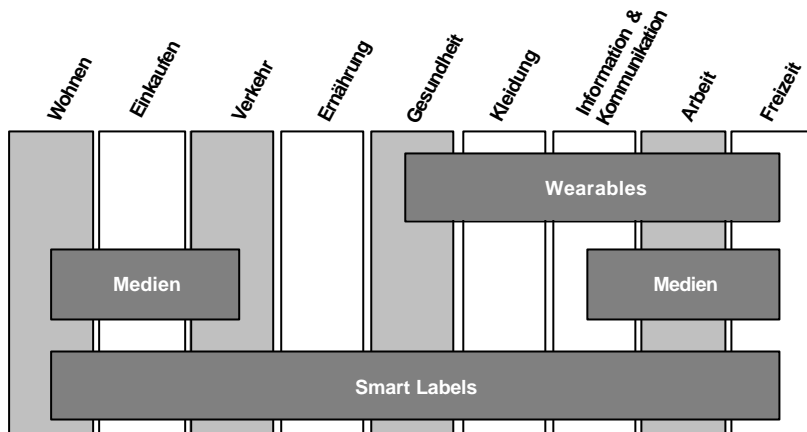 Wohnen
Einkaufen
Verkehr
Ernährung
Gesundheit
Kleidung
Information &
Kommunikation
Arbeit
Freizeit
Wearables
Medien
Medien
Smart Labels